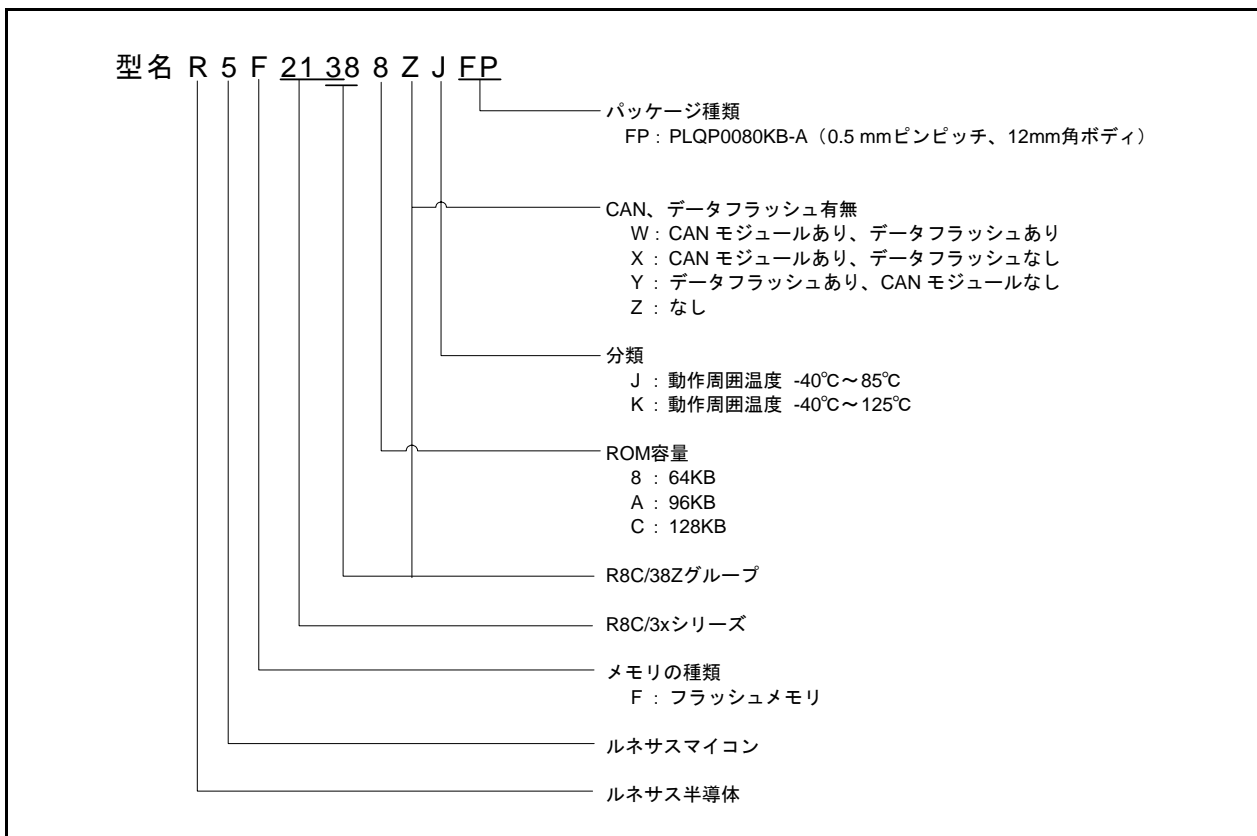 型名 R 5 F 21 38 8 Z J FP
パッケージ種類
FP : PLQP0080KB-A（0.5 mmピンピッチ、12mm角ボディ）
CAN、データフラッシュ有無
W : CAN モジュールあり、データフラッシュあり
X : CAN モジュールあり、データフラッシュなし
Y : データフラッシュあり、CAN モジュールなし
Z : なし
分類
J : 動作周囲温度 -40℃～85℃
K : 動作周囲温度 -40℃～125℃
ROM容量
8 : 64KB
A : 96KB
C : 128KB
R8C/38Zグループ
R8C/3xシリーズ
メモリの種類
F : フラッシュメモリ
ルネサスマイコン
ルネサス半導体